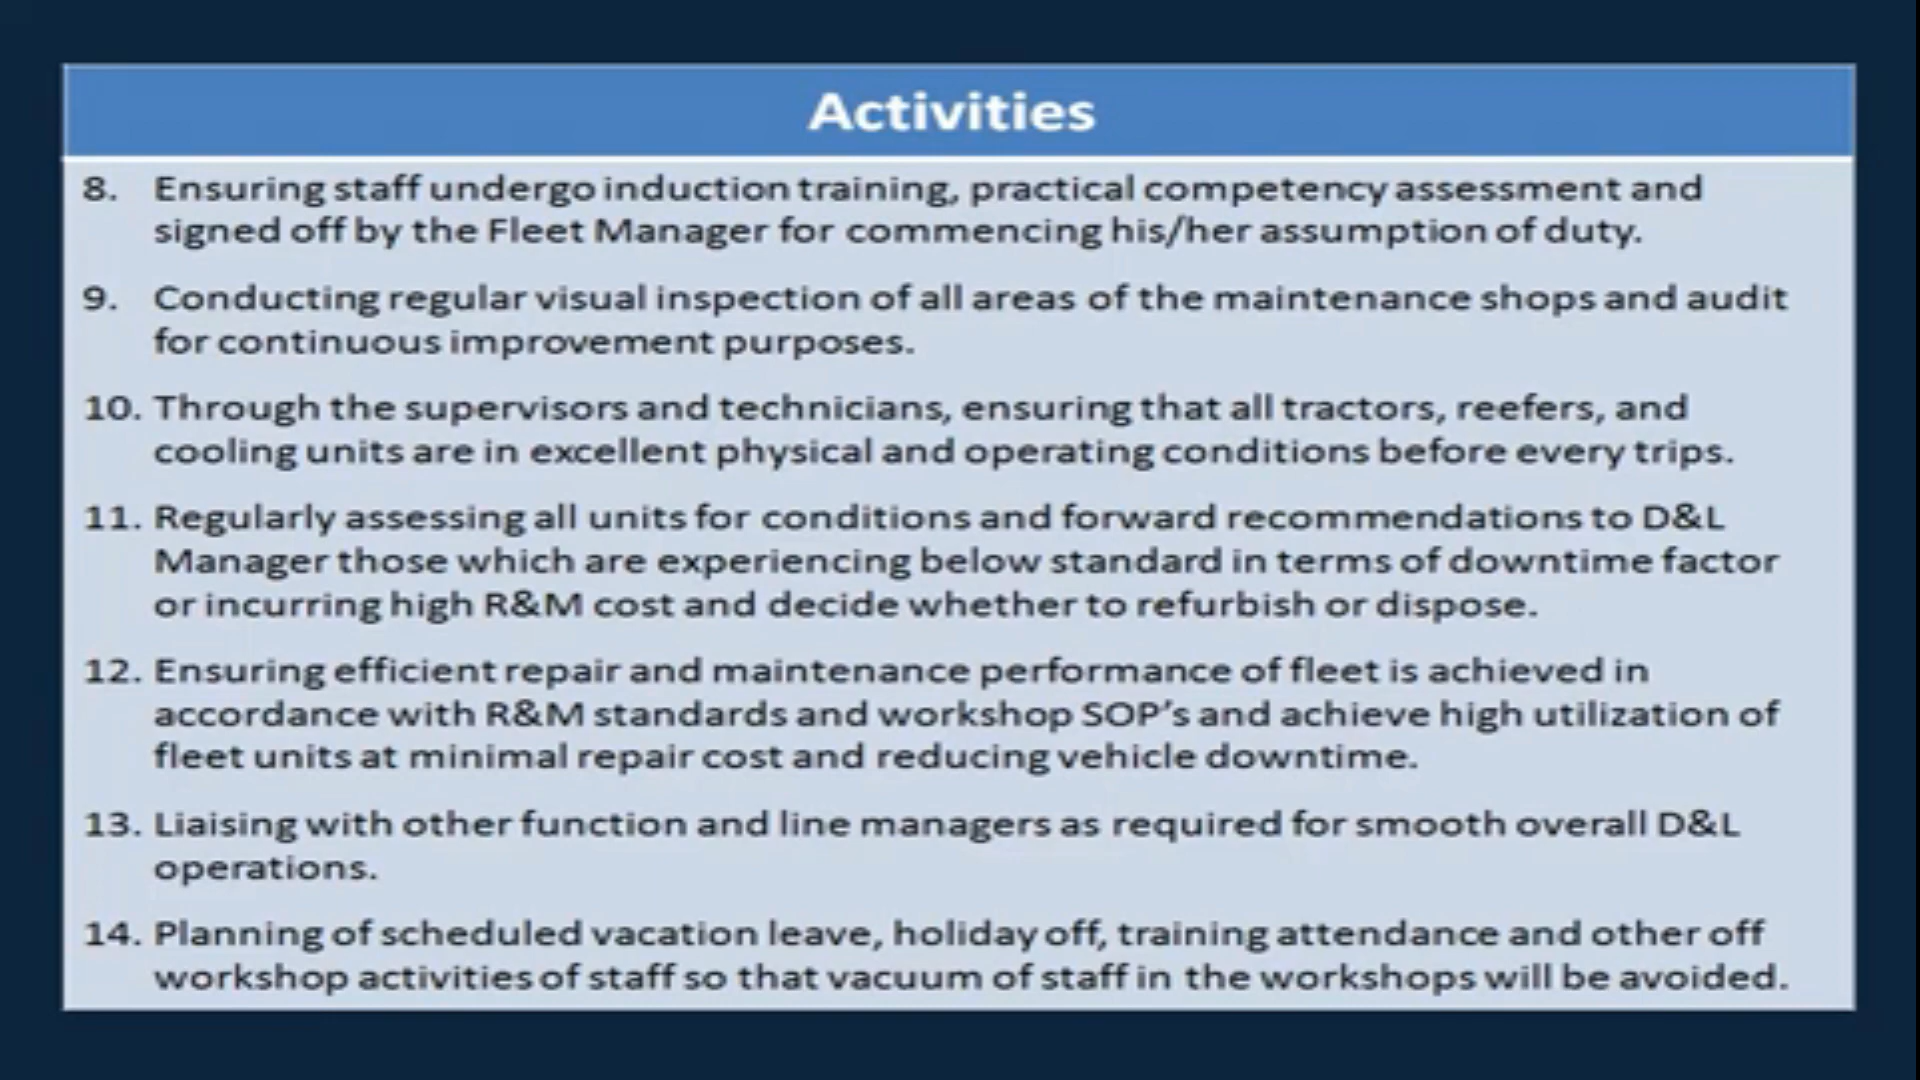 Activities
8. Ensuring staff undergo induction training, practical competency assessment and
signed off by the Fleet Manager for commencing his/her assumption of duty.
9. Conducting regular visual inspection of all areas of the maintenance shops and audit
for continuous improvement purposes.
10. Through the supervisors and technicians, ensuring that all tractors, reefers, and
cooling units are in excellent physical and operating conditions before every trips.
11. Regularly assessing all units for conditions and forward recommendations to D&L
Manager those which are experiencing below standard in terms of downtime factor
or incurring high R&M cost and decide whether to refurbish or dispose.
12. Ensuring efficient repair and maintenance performance of fleet is achieved in
accordance with R&M standards and workshop SOP's and achieve high utilization of
fleet units at minimal repair cost and reducing vehicle downtime.
13. Liaising with other function and line managers as required for smooth overall D&L
operations.
14. Planning of scheduled vacation leave, holiday off, training attendance and other off
workshop activities of staff so that vacuum of staff in the workshops will be avoided.